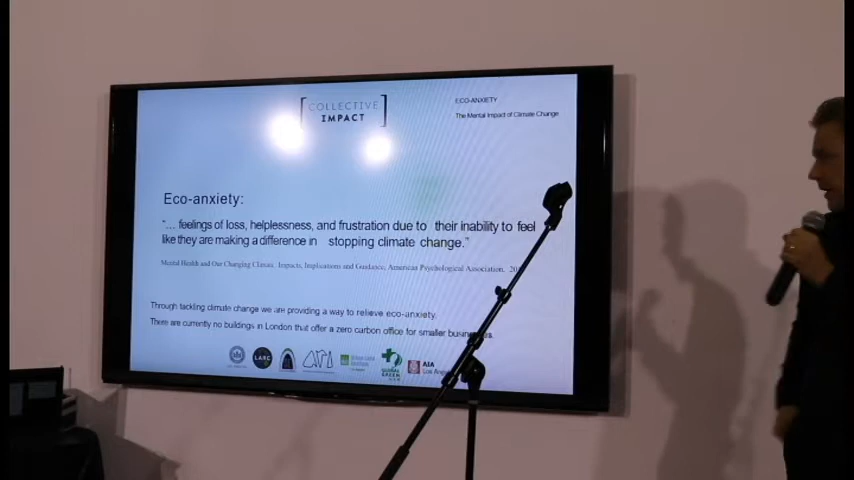 COLLECTIVE
IMPACT
ECO-ANXIETY
The Mental Impact of Climate Change
Eco-anxiety:
"... feelings of loss, helplessness, and frustration due to their inability to feel
like they are making a difference in stopping climate change."
Mental Health and Our Changing Climate. Impacts, Implications and Guidance, American Psychological Association,
Through tackling climate change we are providing a way to relieve eco-anxiety.
There are currently no buildings in London that offer a zero carbon office for smaller
LARC
GLOBAL
GREEN
AIA
Los